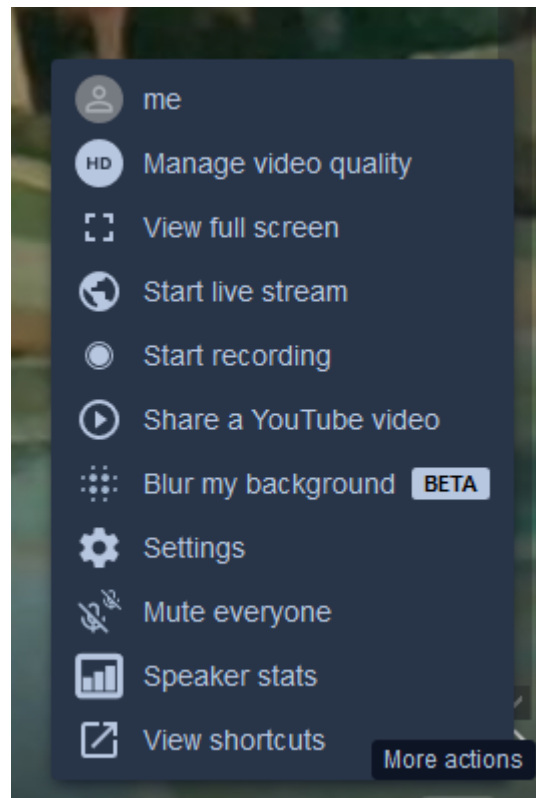 me
HD Manage video quality
View full screen
Start live stream
Start recording
Share a YouTube video
Blur my background BETA
Settings
Mute everyone
Speaker stats
View shortcuts
More actions